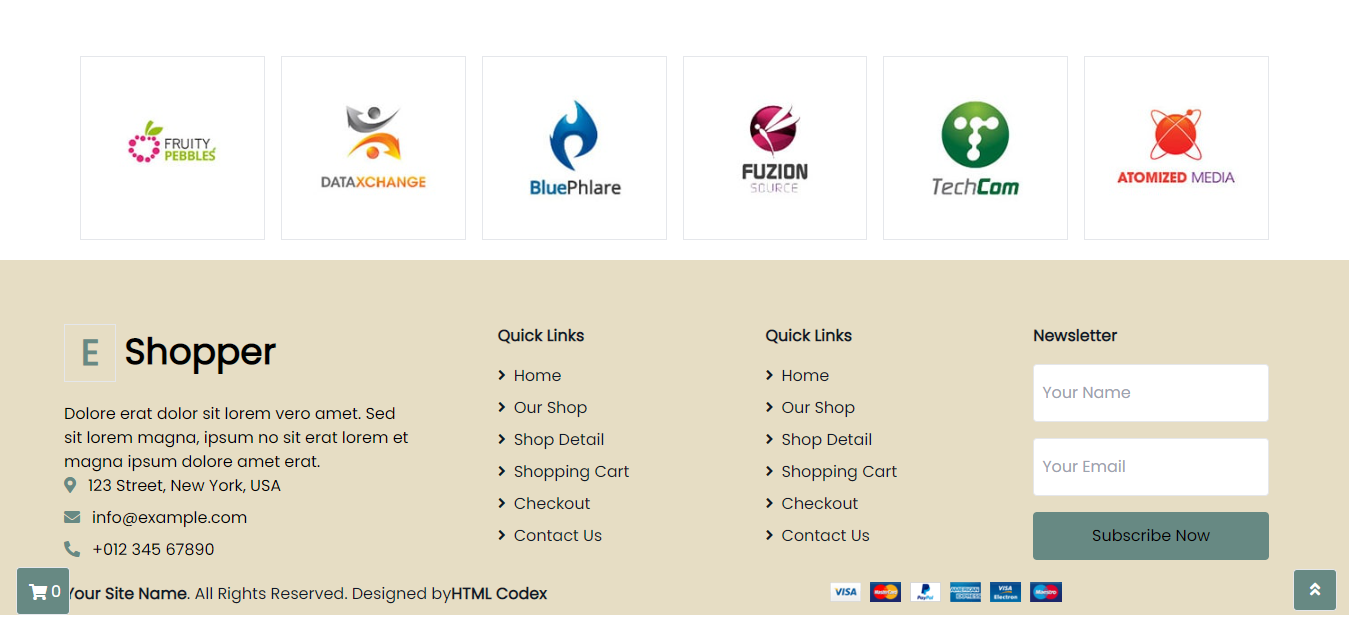 FRUITY
PEBBLES
DATAXCHANGE
BluePhlare
FUZION
SOURCE
TechCom
ATOMIZED MEDIA
E Shopper
Dolore erat dolor sit lorem vero amet. Sed
sit lorem magna, ipsum no sit erat lorem et
magna ipsum dolore amet erat.
123 Street, New York, USA
info@example.com
+012 345 67890
Quick Links
Home
Our Shop
Shop Detail
Shopping Cart
Checkout
Contact Us
Quick Links
Home
Our Shop
Shop Detail
Shopping Cart
Checkout
Contact Us
Newsletter
Your Name
Your Email
Subscribe Now
0
Your Site Name. All Rights Reserved. Designed byHTML Codex
VISA
MasterCard
PayPal
AMERICAN
EXPRESS
VISA
Electron
Maestro